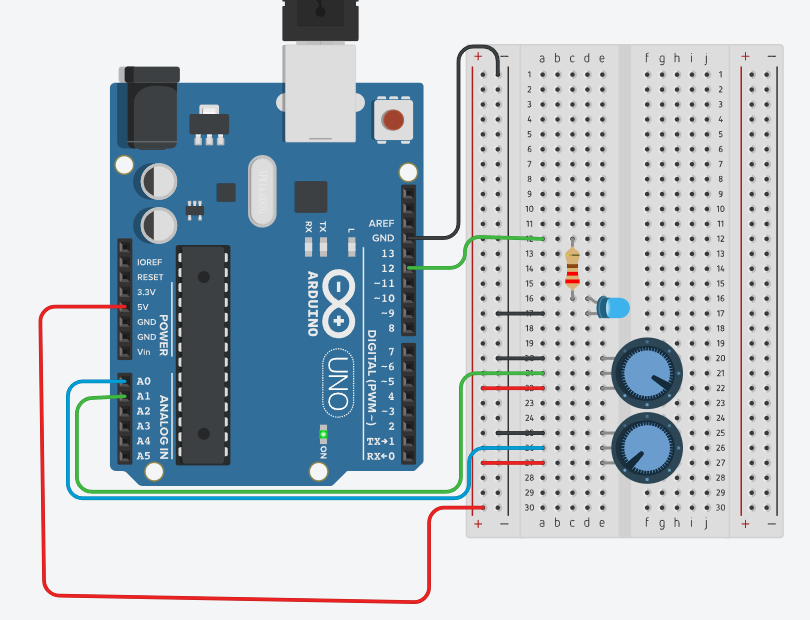 AREF
GND
13
12
~11
~10
~9
8
7
~6
~5
4
~3
2
TX→1
RX←0
DIGITAL (PWM~)
IOREF
RESET
3.3V
5V
GND
GND
Vin
POWER
A0
A1
A2
A3
A4
A5
ANALOG IN
RX
TX
L
ARDUINO
UNO
ON
+ − a b c d e f g h i j + −
1 1
2 2
3 3
4 4
5 5
6 6
7 7
8 8
9 9
10 10
11 11
12 12
13 13
14 14
15 15
16 16
17 17
18 18
19 19
20 20
21 21
22 22
23 23
24 24
25 25
26 26
27 27
28 28
29 29
30 30
+ − a b c d e f g h i j + −